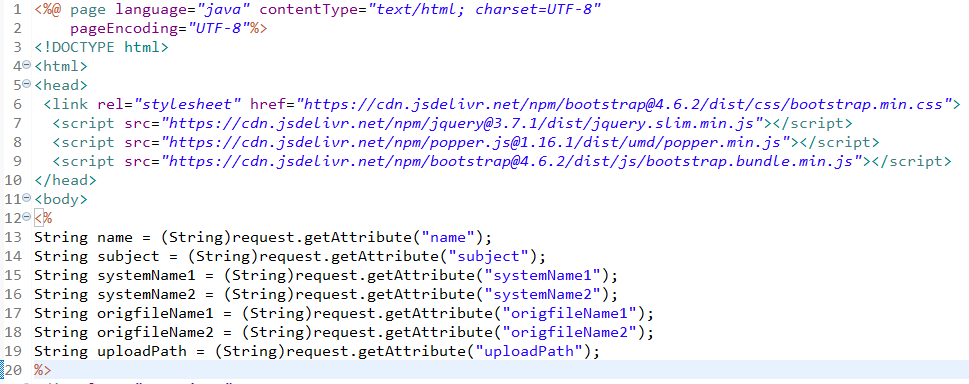 1 <%@ page language="java" contentType="text/html; charset=UTF-8"
2 pageEncoding="UTF-8"%>
3 <!DOCTYPE html>
4 <html>
5 <head>
6 <link rel="stylesheet" href="https://cdn.jsdelivr.net/npm/bootstrap@4.6.2/dist/css/bootstrap.min.css">
7 <script src="https://cdn.jsdelivr.net/npm/jquery@3.7.1/dist/jquery.slim.min.js"></script>
8 <script src="https://cdn.jsdelivr.net/npm/popper.js@1.16.1/dist/umd/popper.min.js"></script>
9 <script src="https://cdn.jsdelivr.net/npm/bootstrap@4.6.2/dist/js/bootstrap.bundle.min.js"></script>
10 </head>
11 <body>
12 <%
13 String name = (String)request.getAttribute("name");
14 String subject = (String)request.getAttribute("subject");
15 String systemName1 = (String)request.getAttribute("systemName1");
16 String systemName2 = (String)request.getAttribute("systemName2");
17 String origfileName1 = (String)request.getAttribute("origfileName1");
18 String origfileName2 = (String)request.getAttribute("origfileName2");
19 String uploadPath = (String)request.getAttribute("uploadPath");
20 %>